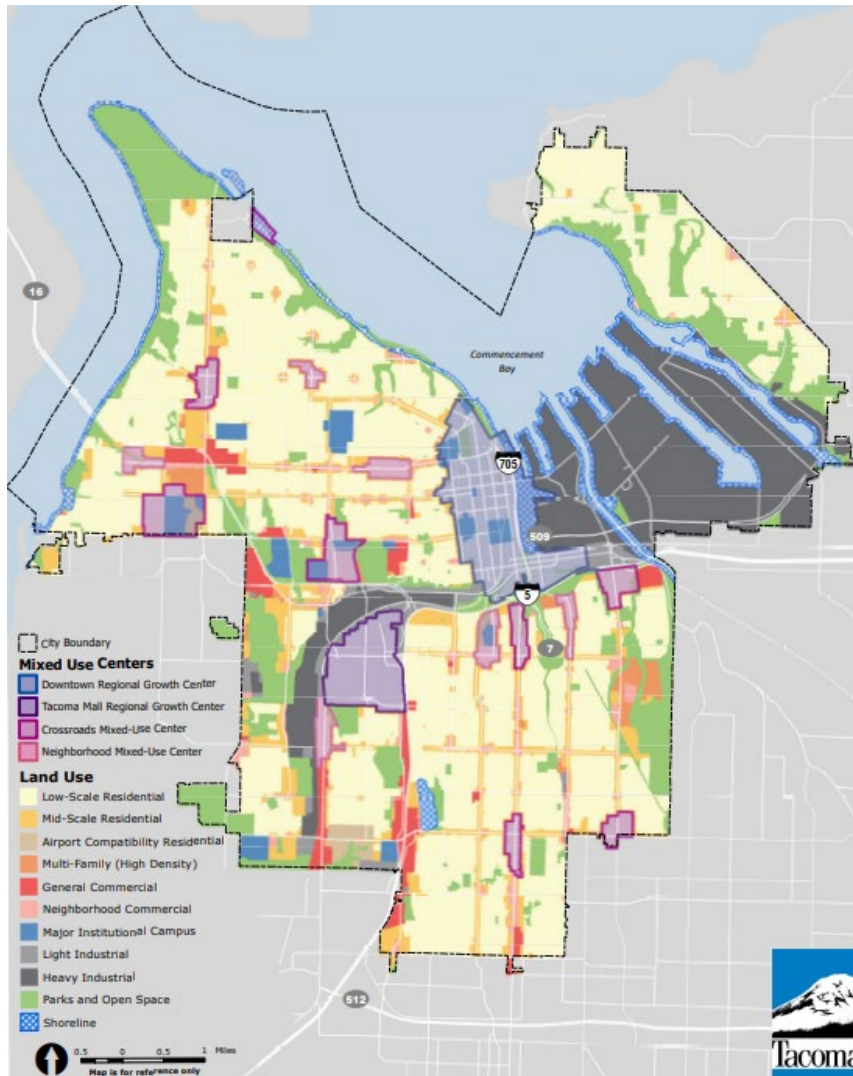 16
Commencement
Bay
705
509
5
7
City Boundary
Mixed Use Centers
Downtown Regional Growth Center
Tacoma Mall Regional Growth Center
Crossroads Mixed-Use Center
Neighborhood Mixed-Use Center
Land Use
Low-Scale Residential
Mid-Scale Residential
Airport Compatibility Residential
Multi-Family (High Density)
General Commercial
Neighborhood Commercial
Major Institutional Campus
Light Industrial
Heavy Industrial
Parks and Open Space
Shoreline
512
0.5 0 0.5 1 Miles
Map is for reference only
Tacoma